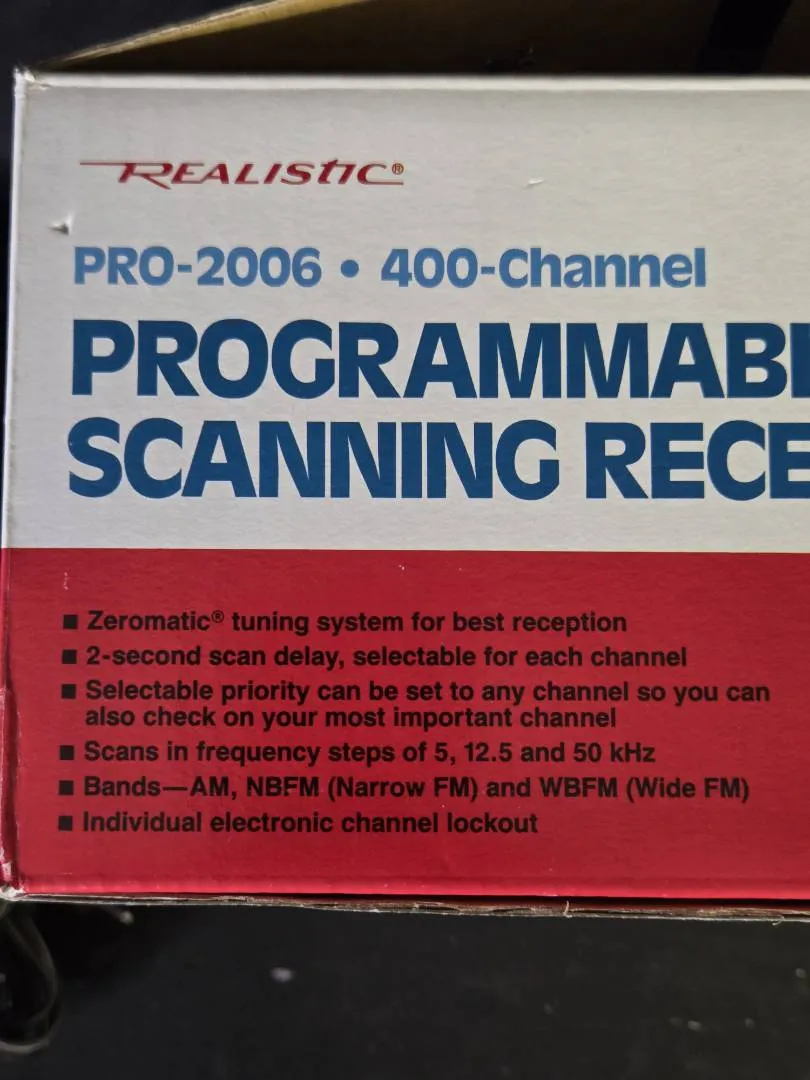 REALISTIC®
PRO-2006 • 400-Channel
PROGRAMMABL
SCANNING RECE
■ Zeromatic® tuning system for best reception
■ 2-second scan delay, selectable for each channel
■ Selectable priority can be set to any channel so you can
also check on your most important channel
■ Scans in frequency steps of 5, 12.5 and 50 kHz
■ Bands—AM, NBFM (Narrow FM) and WBFM (Wide FM)
■ Individual electronic channel lockout